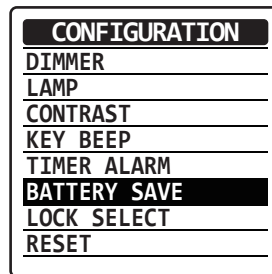 CONFIGURATION
DIMMER
LAMP
CONTRAST
KEY BEEP
TIMER ALARM
BATTERY SAVE
LOCK SELECT
RESET